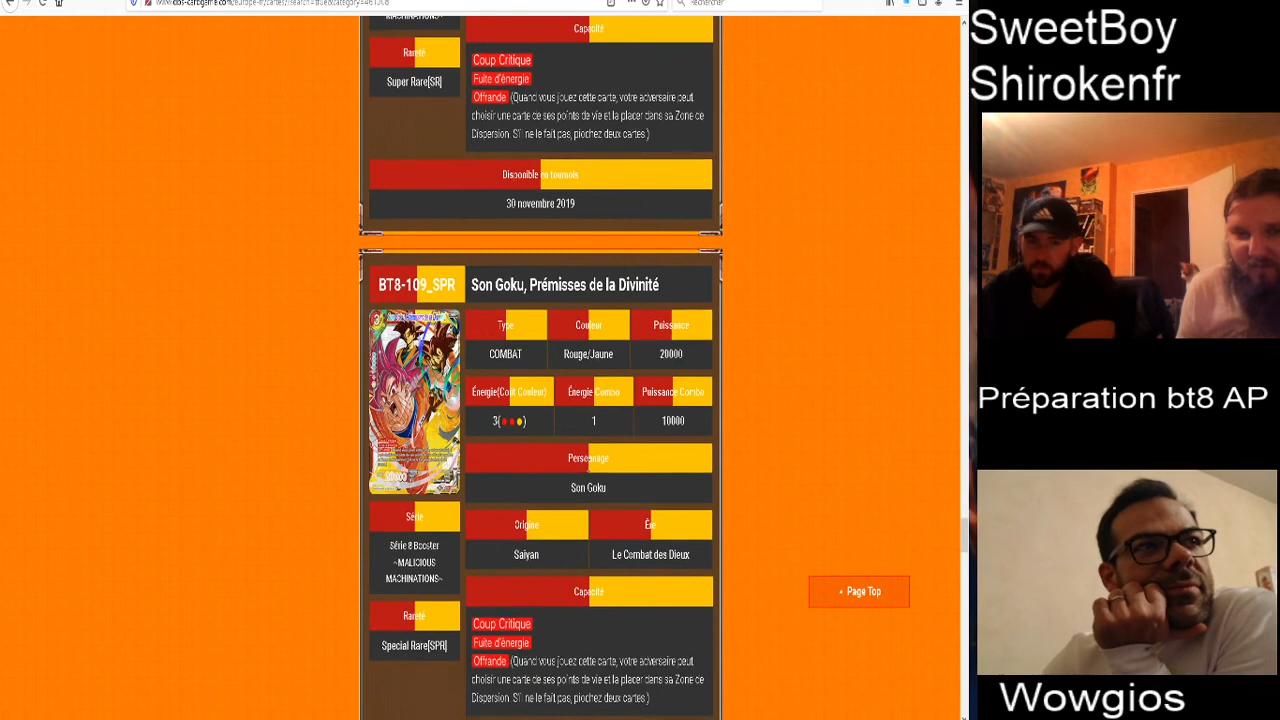 Rechercher
Capacité
Rareté
Super Rare[SR]
Coup Critique
Fuite d'énergie
Offrande (Quand vous jouez cette carte, votre adversaire peut
choisir une carte de ses points de vie et la placer dans sa Zone de
Dispersion. S'il ne le fait pas, piochez deux cartes.)
Disponible en tournois
30 novembre 2019
BT8-109_SPR
Son Goku, Prémisses de la Divinité
Type
Couleur
Puissance
COMBAT
Rouge/Jaune
20000
Énergie(Coût Couleur)
Énergie Combo
Puissance Combo
3(●●●)
1
10000
Personnage
Son Goku
Série
Série 8 Booster
~MALICIOUS
MACHINATIONS~
Origine
Ère
Saiyan
Le Combat des Dieux
Capacité
Rareté
Special Rare[SPR]
Coup Critique
Fuite d'énergie
Offrande (Quand vous jouez cette carte, votre adversaire peut
choisir une carte de ses points de vie et la placer dans sa Zone de
Dispersion. S'il ne le fait pas, piochez deux cartes.)
Page Top
SweetBoy
Shirokenfr
Préparation bt8 AP
Wowgios